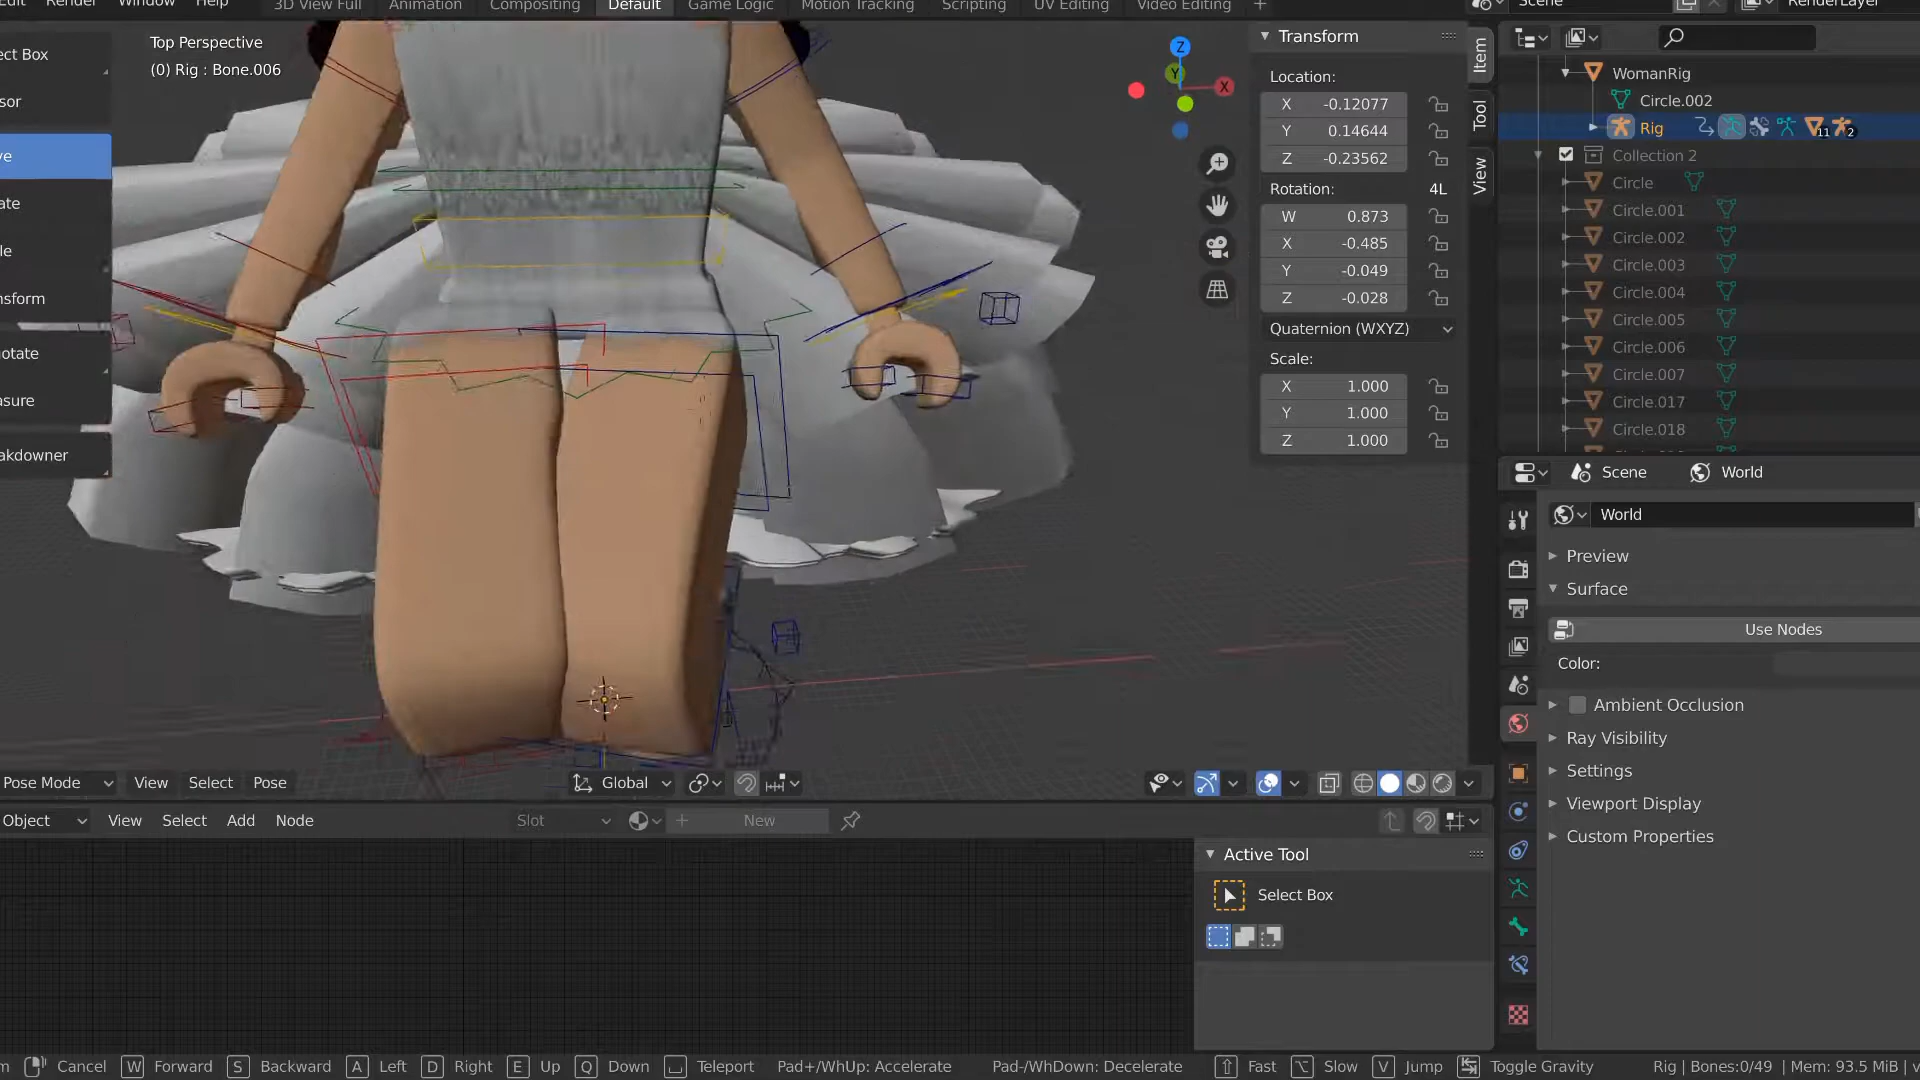 Edit Render Window Help 3D View Full Animation Compositing Default Game Logic Motion Tracking Scripting UV Editing Video Editing + Scene RenderLayer
ect Box
sor
ve
ate
le
nsform
notate
asure
akdowner
Top Perspective
(0) Rig : Bone.006
Z
Y
X
Transform
Location:
X -0.12077
Y 0.14644
Z -0.23562
Rotation: 4L
W 0.873
X -0.485
Y -0.049
Z -0.028
Quaternion (WXYZ)
Scale:
X 1.000
Y 1.000
Z 1.000
Item
Tool
View
WomanRig
Circle.002
Rig 11 2
Collection 2
Circle
Circle.001
Circle.002
Circle.003
Circle.004
Circle.005
Circle.006
Circle.007
Circle.017
Circle.018
Scene World
World
Preview
Surface
Use Nodes
Color:
Ambient Occlusion
Ray Visibility
Settings
Viewport Display
Custom Properties
Pose Mode View Select Pose Global
Object View Select Add Node Slot New
Active Tool
Select Box
m Cancel W Forward S Backward A Left D Right E Up Q Down Teleport Pad+/WhUp: Accelerate Pad-/WhDown: Decelerate Fast Slow V Jump Toggle Gravity Rig | Bones:0/49 | Mem: 93.5 MiB | v